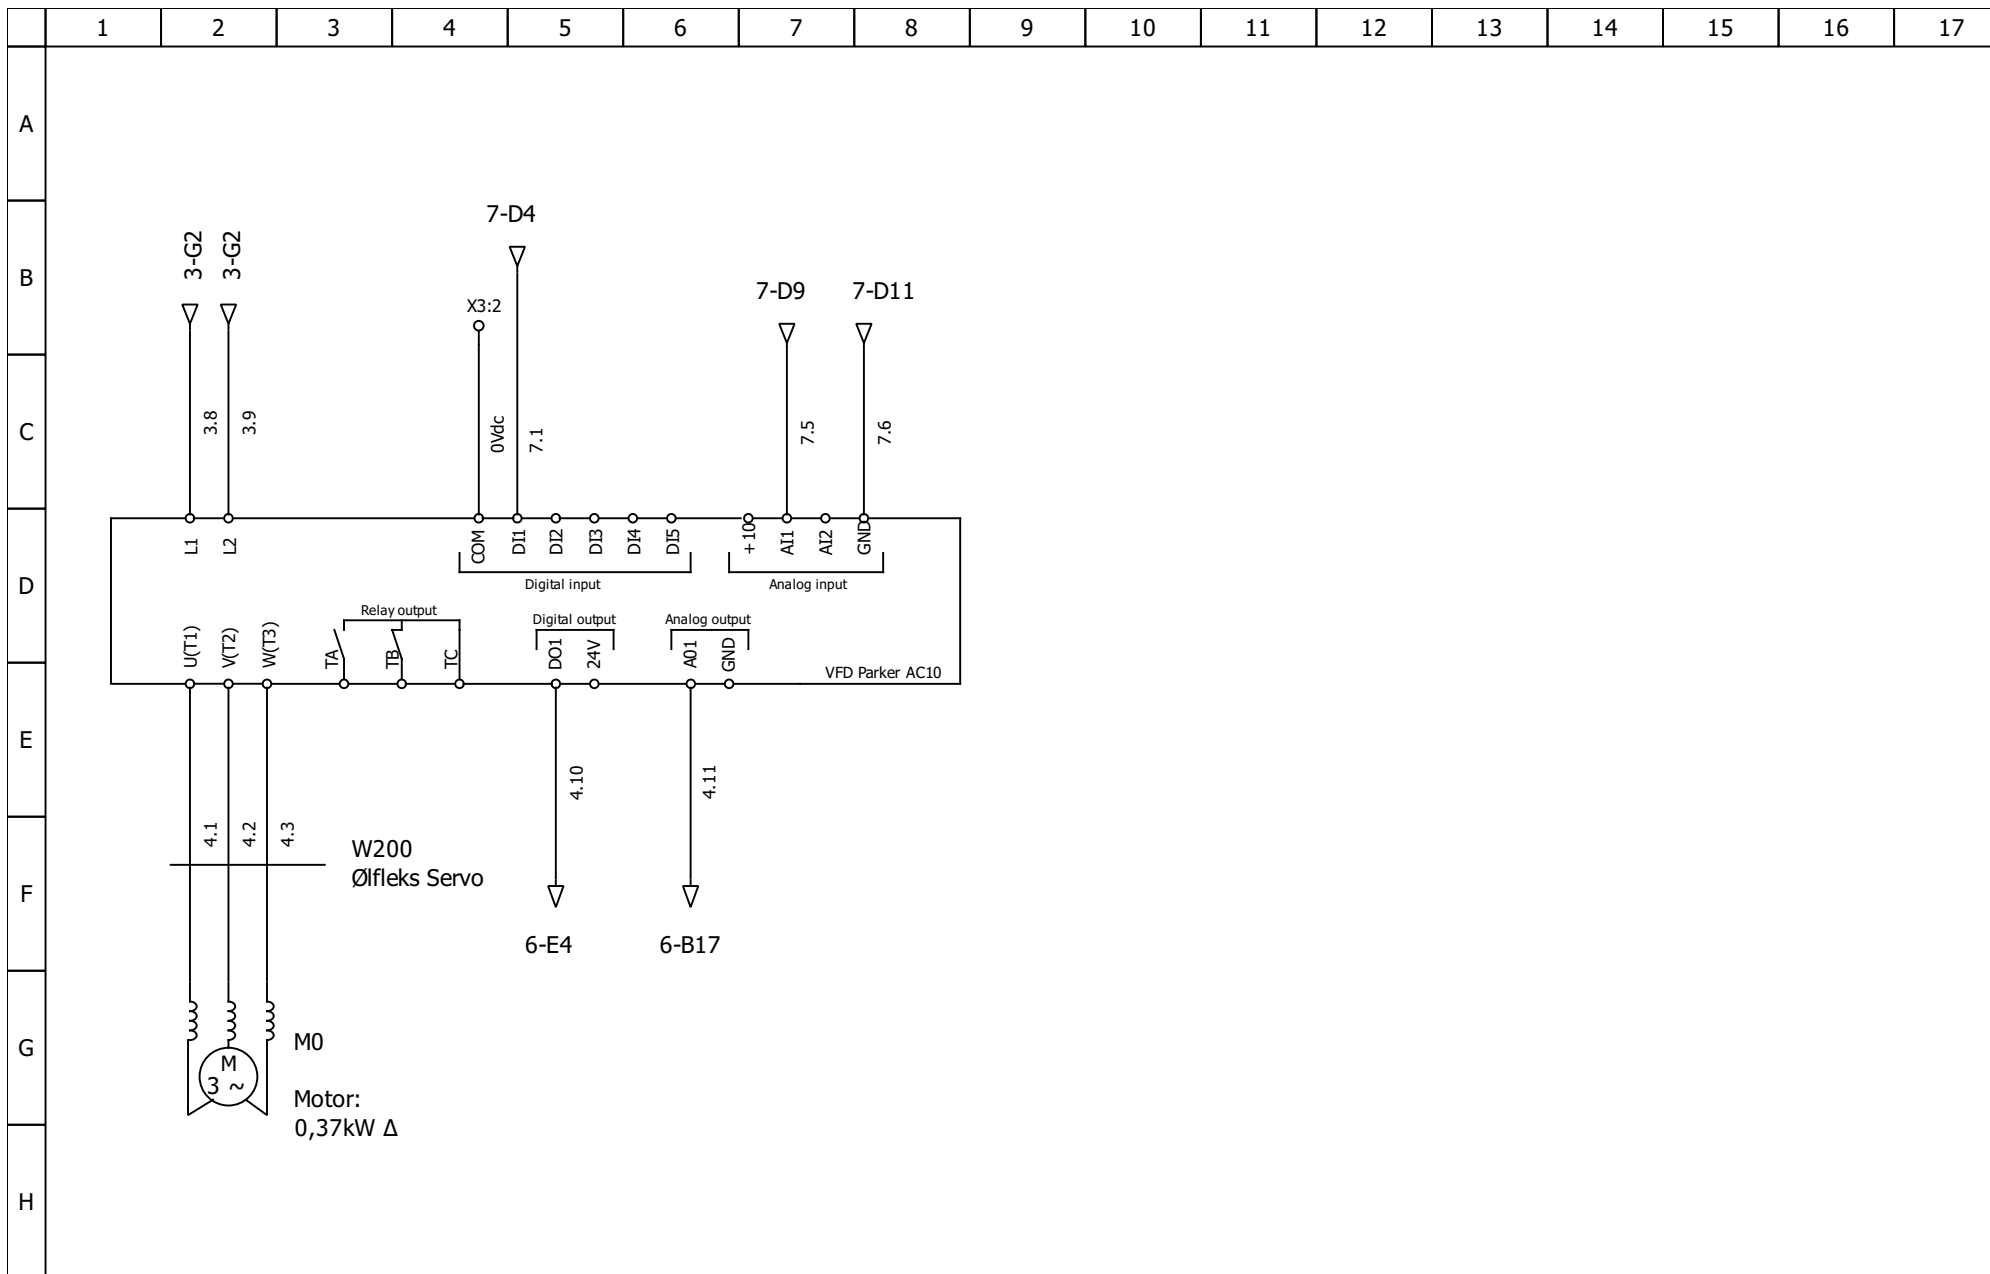 1 2 3 4 5 6 7 8 9 10 11 12 13 14 15 16 17
A
7-D4
3-G2 3-G2
B
7-D9 7-D11
X3:2
C
3.8 3.9 0Vdc 7.1 7.5 7.6
L1 L2 COM DI1 DI2 DI3 DI4 DI5 +10 AI1 AI2 GND
D
Digital input Analog input
Relay output Digital output Analog output
U(T1) V(T2) W(T3) TA TB TC DO1 24V A01 GND
VFD Parker AC10
E
4.10 4.11
4.1 4.2 4.3
W200
Ølfleks Servo
F
6-E4 6-B17
G
M0
M
3 ~
Motor:
0,37kW Δ
H